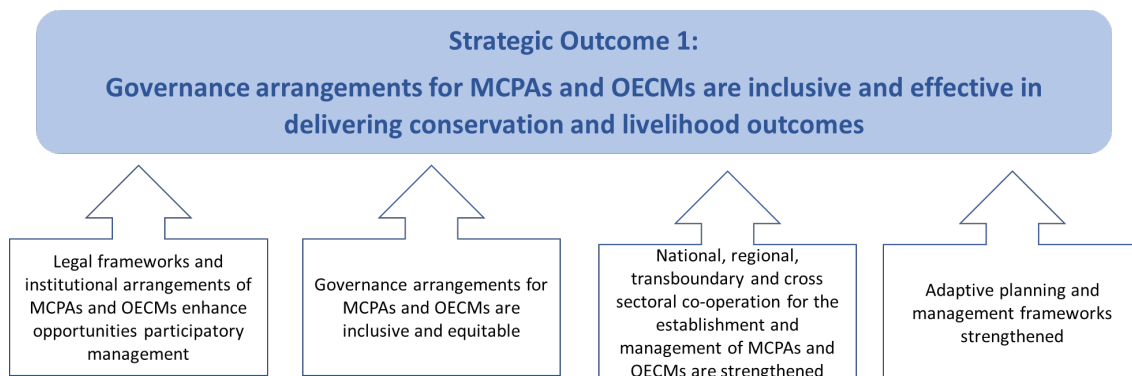 Strategic Outcome 1:
Governance arrangements for MCPAs and OECMs are inclusive and effective in
delivering conservation and livelihood outcomes
Legal frameworks and
institutional arrangements of
MCPAs and OECMs enhance
opportunities participatory
management
Governance arrangements for
MCPAs and OECMs are
inclusive and equitable
National, regional,
transboundary and cross
sectoral co-operation for the
establishment and
management of MCPAs and
OECMs are strengthened
Adaptive planning and
management frameworks
strengthened